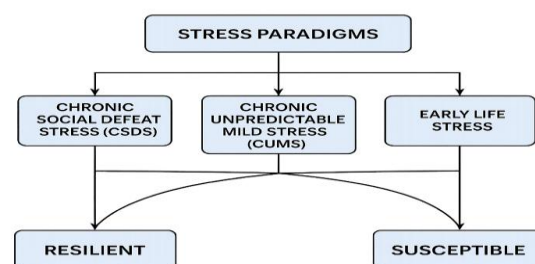 STRESS PARADIGMS
CHRONIC
SOCIAL DEFEAT
STRESS (CSDS)
CHRONIC
UNPREDICTABLE
MILD STRESS
(CUMS)
EARLY LIFE
STRESS
RESILIENT
SUSCEPTIBLE